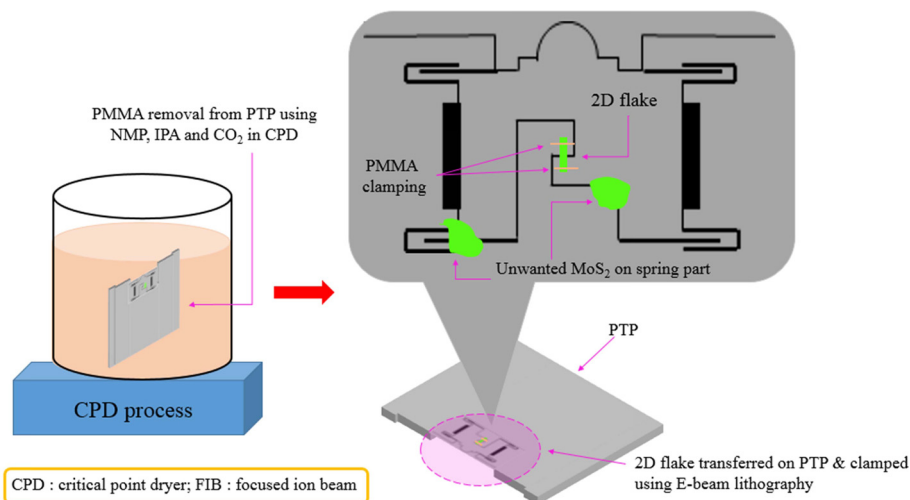 PMMA removal from PTP using
NMP, IPA and CO₂ in CPD
2D flake
PMMA
clamping
Unwanted MoS₂ on spring part
PTP
CPD process
2D flake transferred on PTP & clamped
using E-beam lithography
CPD : critical point dryer; FIB : focused ion beam